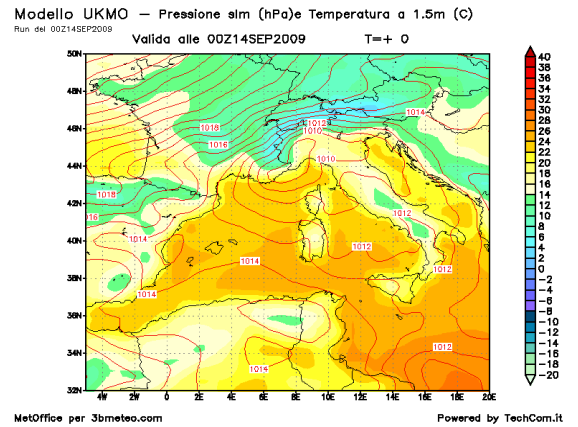 Modello UKMO – Pressione slm (hPa)e Temperatura a 1.5m (C)
Run del 00Z14SEP2009
Valida alle 00Z14SEP2009 T=+ 0
50N
48N
46N
44N
42N
40N
38N
36N
34N
32N
4W 2W 0 2E 4E 6E 8E 10E 12E 14E 16E 18E 20E
1018
1016
1012
1010
1014
1010
1018
16
1014
1012
1014
1012
1012
1014
1012
1014
40
38
36
34
32
30
28
26
24
22
20
18
16
14
12
10
8
6
4
2
0
-2
-4
-6
-8
-10
-12
-14
-16
-18
-20
MetOffice per 3bmeteo.com
Powered by TechCom.it